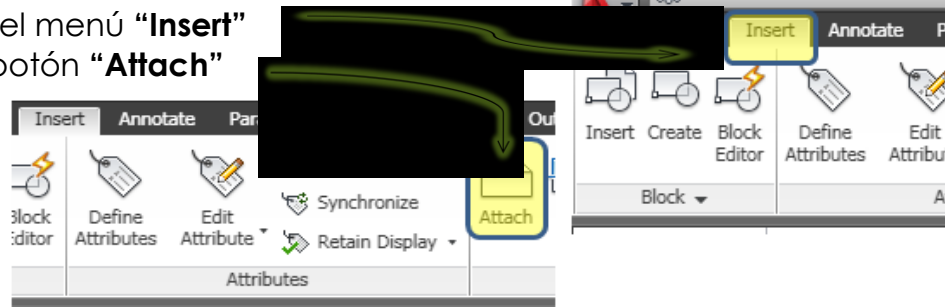 el menú “Insert”
botón “Attach”
Insert Annotate Par
Block
Editor
Define
Attributes
Edit
Attribute
Synchronize
Retain Display
Attach
Attributes
Insert Annotate P
Insert Create Block
Editor
Define
Attributes
Edit
Block